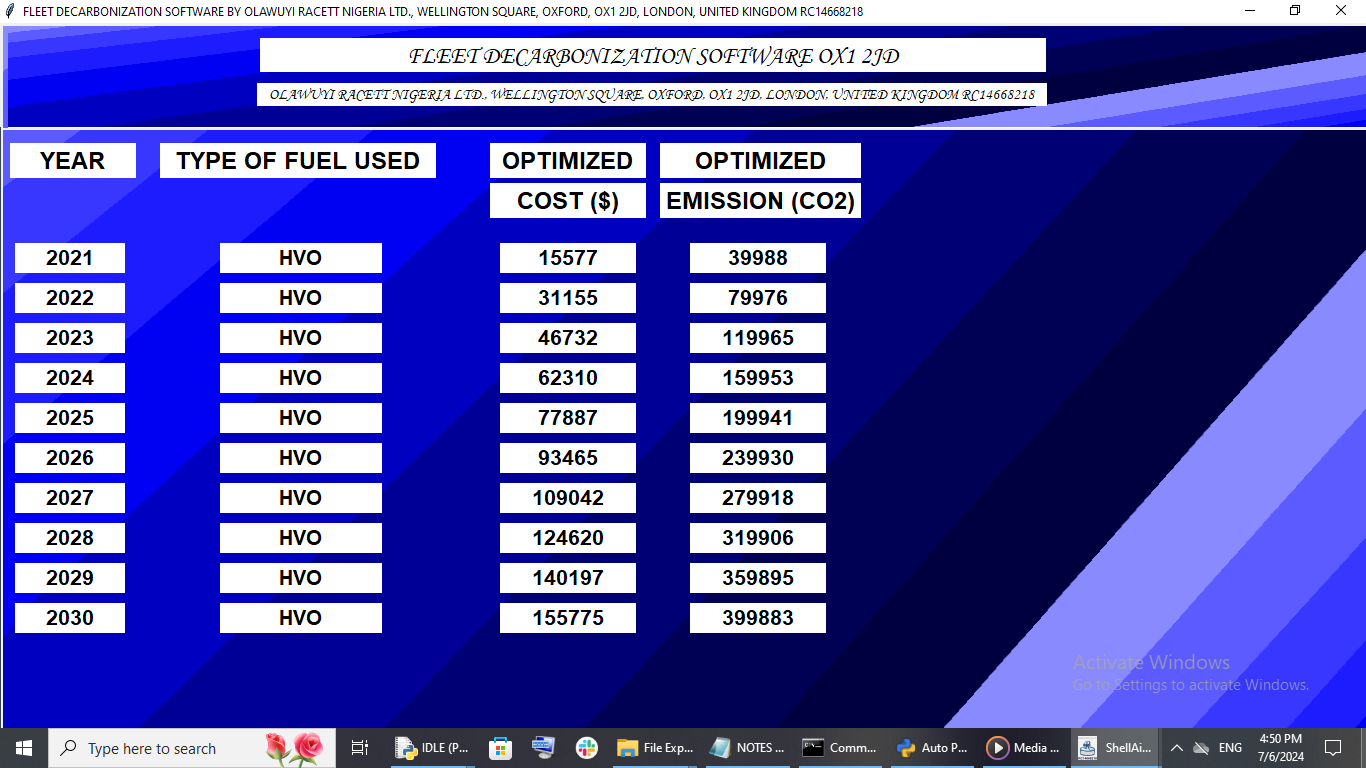 FLEET DECARBONIZATION SOFTWARE BY OLAWUYI RACETT NIGERIA LTD., WELLINGTON SQUARE, OXFORD, OX1 2JD, LONDON, UNITED KINGDOM RC14668218
FLEET DECARBONIZATION SOFTWARE OX1 2JD
OLAWUYI RACETT NIGERIA LTD., WELLINGTON SQUARE, OXFORD, OX1 2JD, LONDON, UNITED KINGDOM RC14668218
YEAR TYPE OF FUEL USED OPTIMIZED OPTIMIZED
COST ($) EMISSION (CO2)
2021 HVO 15577 39988
2022 HVO 31155 79976
2023 HVO 46732 119965
2024 HVO 62310 159953
2025 HVO 77887 199941
2026 HVO 93465 239930
2027 HVO 109042 279918
2028 HVO 124620 319906
2029 HVO 140197 359895
2030 HVO 155775 399883
Activate Windows
Go to Settings to activate Windows.
Type here to search IDLE (P... File Exp... NOTES ... Comm... Auto P... Media ... ShellAi... ENG 4:50 PM
7/6/2024